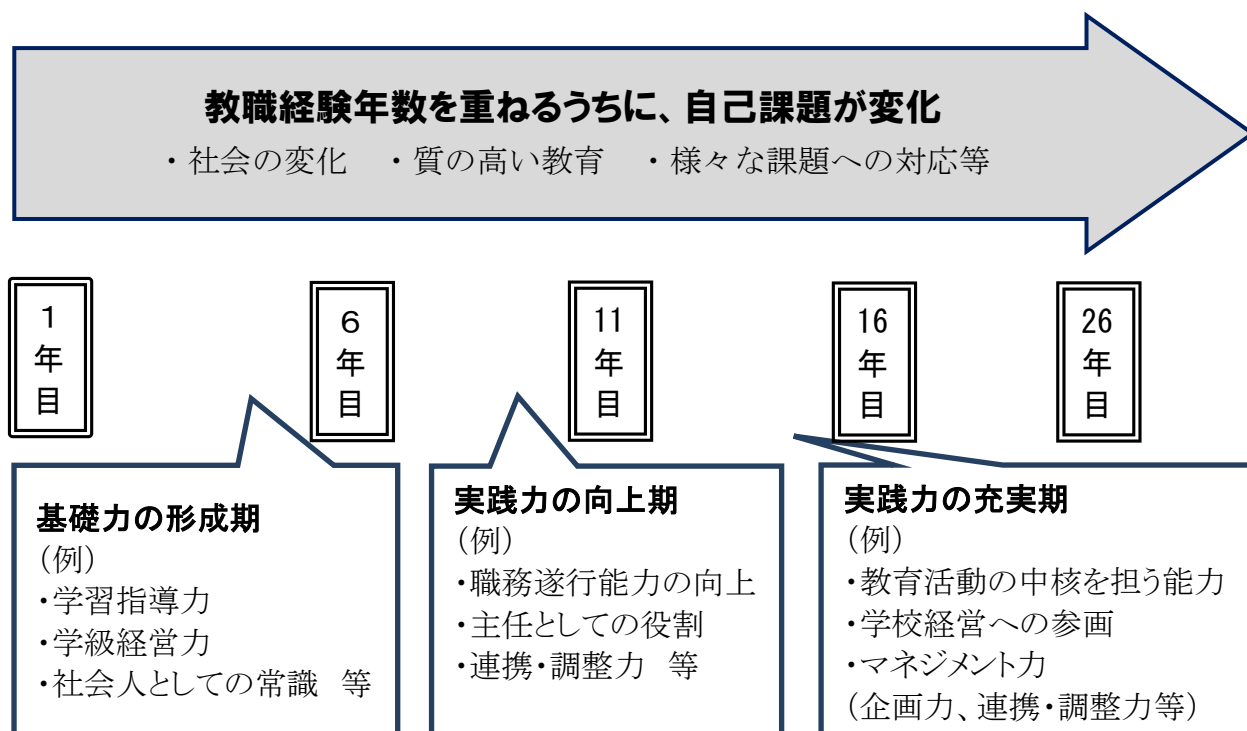 教職経験年数を重ねるうちに、自己課題が変化
・社会の変化　・質の高い教育　・様々な課題への対応等
１年目
６年目
11年目
16年目
26年目
基礎力の形成期
（例）
・学習指導力
・学級経営力
・社会人としての常識　等
実践力の向上期
（例）
・職務遂行能力の向上
・主任としての役割
・連携・調整力　等
実践力の充実期
（例）
・教育活動の中核を担う能力
・学校経営への参画
・マネジメント力
（企画力、連携・調整力等）